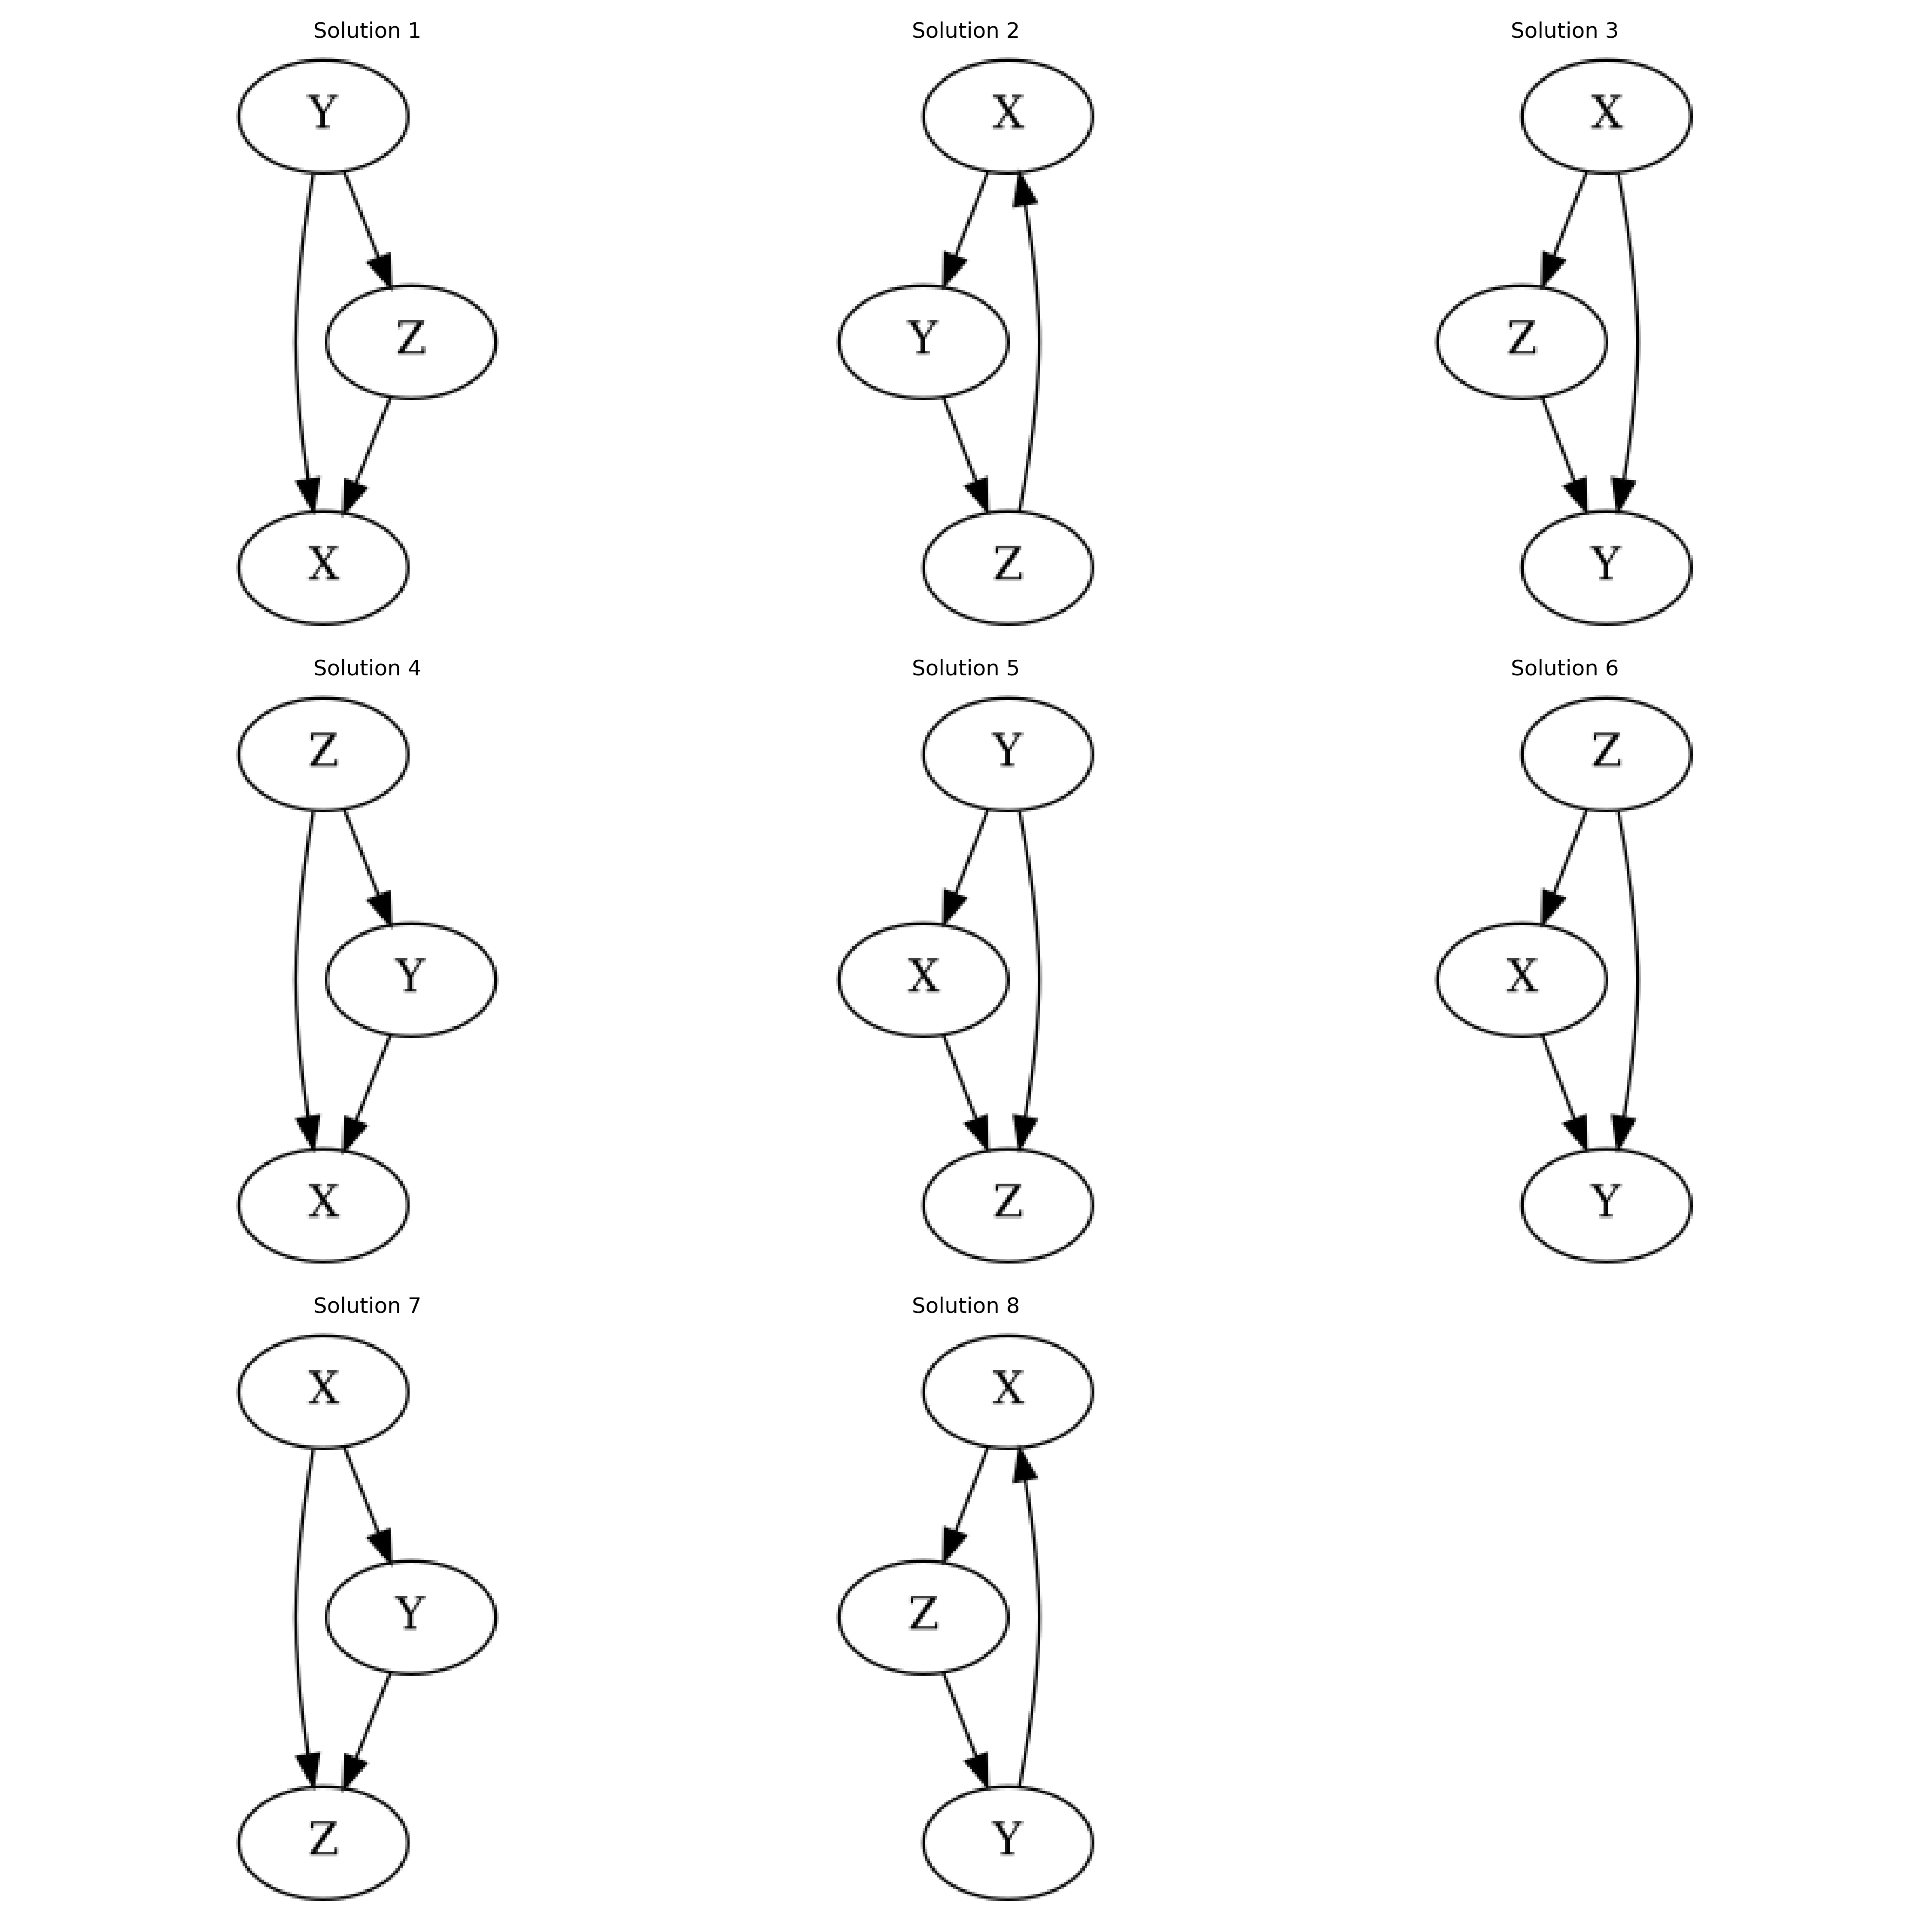 Solution 1
Y
Z
X
Solution 2
X
Y
Z
Solution 3
X
Z
Y
Solution 4
Z
Y
X
Solution 5
Y
X
Z
Solution 6
Z
X
Y
Solution 7
X
Y
Z
Solution 8
X
Z
Y